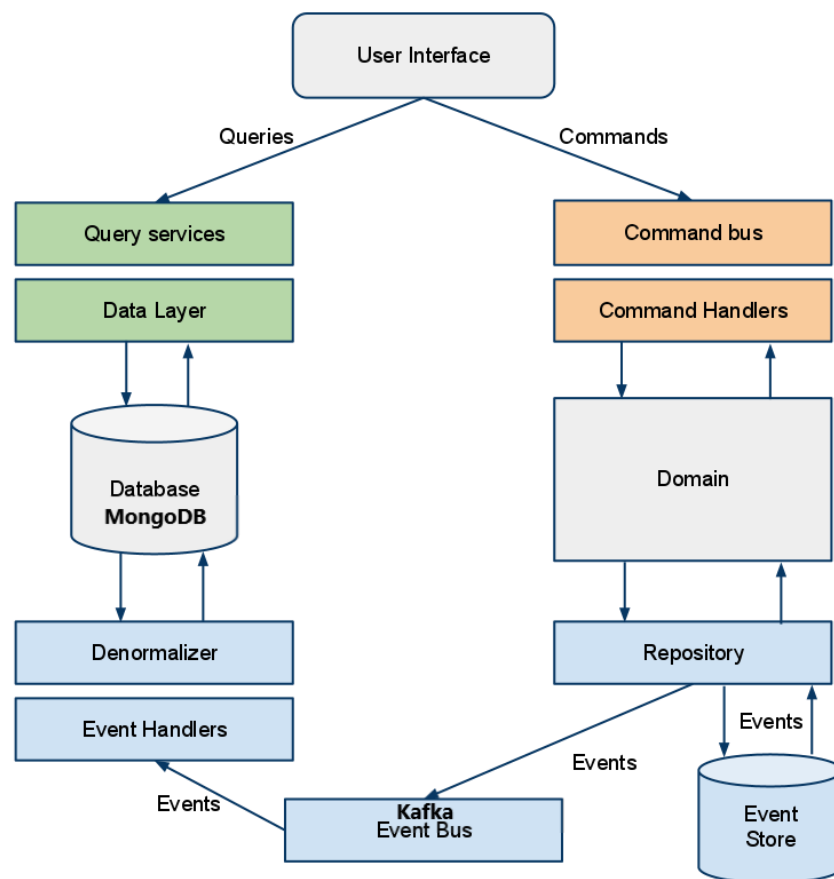 User Interface
Queries
Commands
Query services
Command bus
Data Layer
Command Handlers
Database
MongoDB
Domain
Denormalizer
Repository
Event Handlers
Events
Events
Events
Kafka
Event Bus
Event
Store